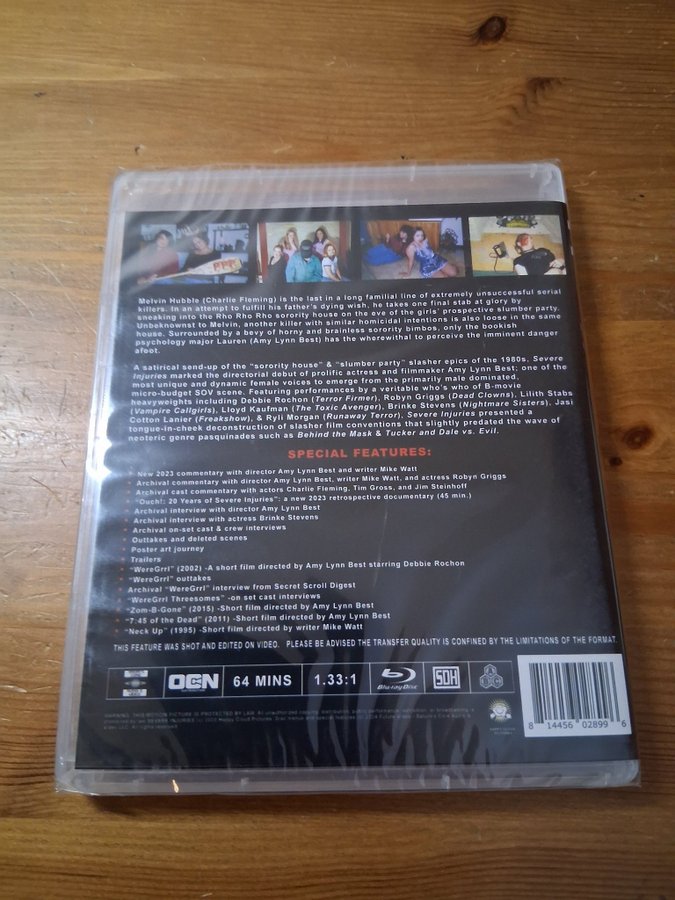 PPP
Melvin Hubble (Charlie Fleming) is the last in a long familial line of extremely unsuccessful serial
killers. In an attempt to fulfill his father's dying wish, he takes one final stab at glory by
sneaking into the Rho Rho Rho sorority house on the eve of the girls' prospective slumber party.
Unbeknownst to Melvin, another killer with similar homicidal intentions is also loose in the same
house. Surrounded by a bevy of horny and brainless sorority bimbos, only the bookish
psychology major Lauren (Amy Lynn Best) has the wherewithal to perceive the imminent danger
afoot.
A satirical send-up of the "sorority house" & "slumber party" slasher epics of the 1980s, Severe
Injuries marked the directorial debut of prolific actress and filmmaker Amy Lynn Best; one of the
most unique and dynamic female voices to emerge from the primarily male dominated
micro-budget SOV scene. Featuring performances by a veritable who's who of B-movie
heavyweights including Debbie Rochon (Terror Firmer), Robyn Griggs (Dead Clowns), Lilith Stabs
(Vampire Callgirls), Lloyd Kaufman (The Toxic Avenger), Brinke Stevens (Nightmare Sisters), Jasi
Cotton Lanier (Freakshow), & Ryli Morgan (Runaway Terror), Severe Injuries presented a
tongue-in-cheek deconstruction of slasher film conventions that slightly predated the wave of
neoteric genre pasquinades such as Behind the Mask & Tucker and Dale vs. Evil.
SPECIAL FEATURES:
• New 2023 commentary with director Amy Lynn Best and writer Mike Watt
• Archival commentary with director Amy Lynn Best, writer Mike Watt, and actress Robyn Griggs
• Archival cast commentary with actors Charlie Fleming, Tim Gross, and Jim Steinhoff
• "Ouch!: 20 Years of Severe Injuries": a new 2023 retrospective documentary (45 min.)
• Archival interview with director Amy Lynn Best
• Archival interview with actress Brinke Stevens
• Archival on-set cast & crew interviews
• Outtakes and deleted scenes
• Poster art journey
• Trailers
• "WereGrrl" (2002) -A short film directed by Amy Lynn Best starring Debbie Rochon
• "WereGrrl" outtakes
• Archival "WereGrrl" interview from Secret Scroll Digest
• "WereGrrl Threesomes" -on set cast interviews
• "Zom-B-Gone" (2015) -Short film directed by Amy Lynn Best
• "7:45 of the Dead" (2011) -Short film directed by Amy Lynn Best
• "Neck Up" (1995) -Short film directed by writer Mike Watt
THIS FEATURE WAS SHOT AND EDITED ON VIDEO. PLEASE BE ADVISED THE TRANSFER QUALITY IS CONFINED BY THE LIMITATIONS OF THE FORMAT.
OCN 64 MINS 1.33:1 Blu-ray Disc SDH
WARNING: THIS MOTION PICTURE IS PROTECTED BY LAW.
All rights reserved.
8 14456 02899 6